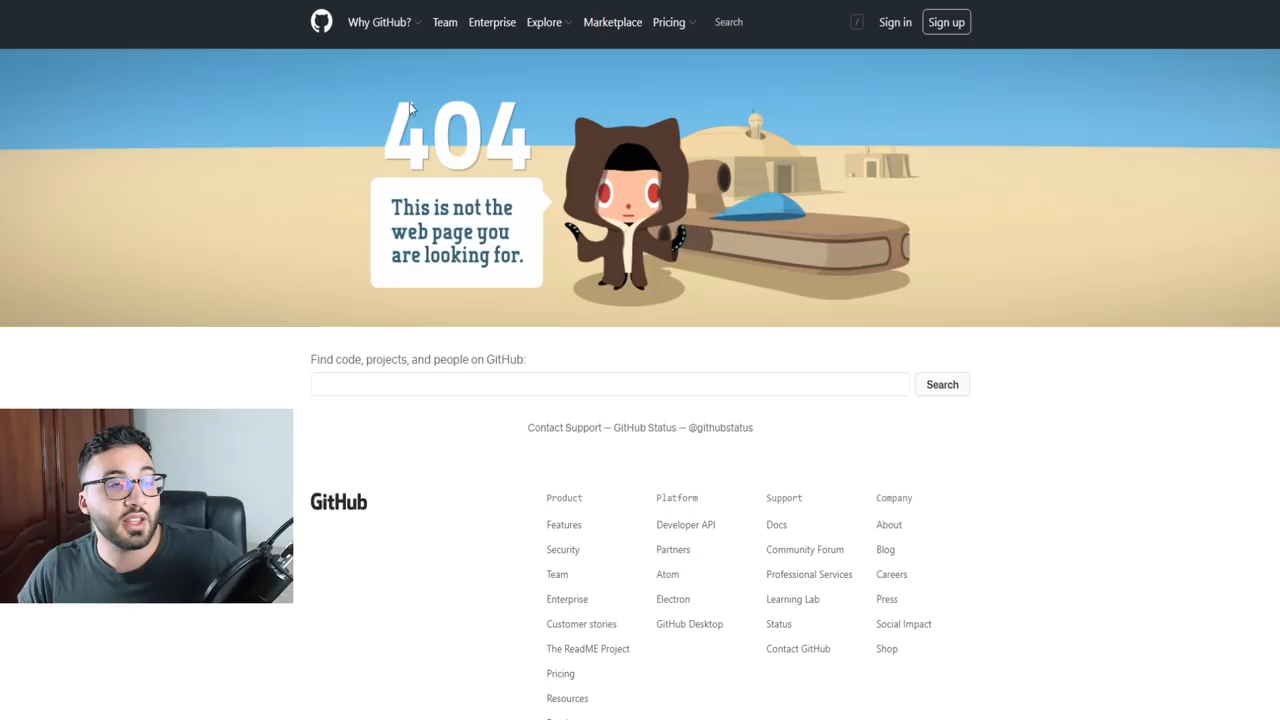 Why GitHub? Team Enterprise Explore Marketplace Pricing Search / Sign in Sign up
404
This is not the
web page you
are looking for.
Find code, projects, and people on GitHub:
Search
Contact Support — GitHub Status — @githubstatus
GitHub
Product
Features
Security
Team
Enterprise
Customer stories
The ReadME Project
Pricing
Resources
Platform
Developer API
Partners
Atom
Electron
GitHub Desktop
Support
Docs
Community Forum
Professional Services
Learning Lab
Status
Contact GitHub
Company
About
Blog
Careers
Press
Social Impact
Shop